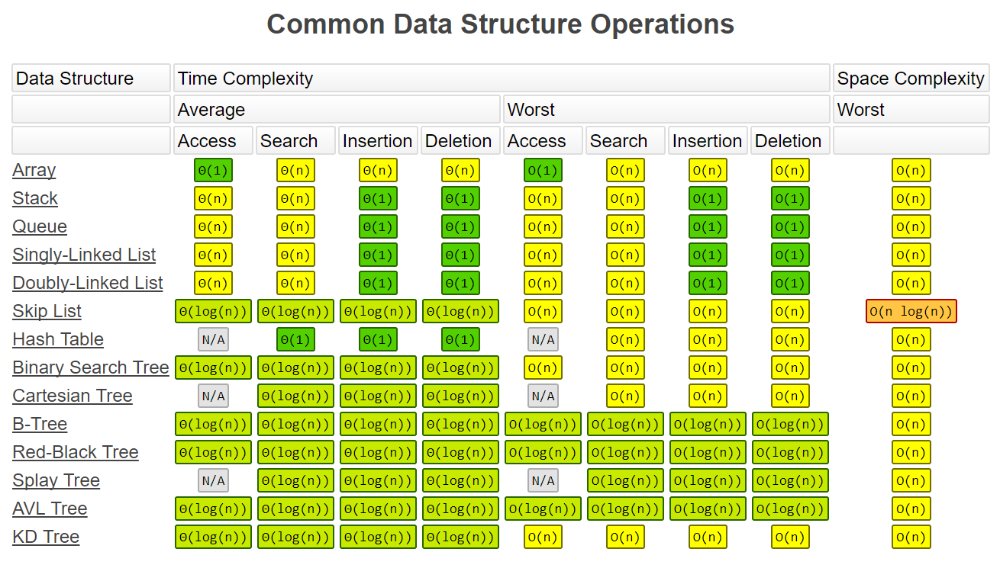 Common Data Structure Operations
Data Structure Time Complexity Space Complexity
Average Worst Worst
Access Search Insertion Deletion Access Search Insertion Deletion
Array Θ(1) Θ(n) Θ(n) Θ(n) O(1) O(n) O(n) O(n) O(n)
Stack Θ(n) Θ(n) Θ(1) Θ(1) O(n) O(n) O(1) O(1) O(n)
Queue Θ(n) Θ(n) Θ(1) Θ(1) O(n) O(n) O(1) O(1) O(n)
Singly-Linked List Θ(n) Θ(n) Θ(1) Θ(1) O(n) O(n) O(1) O(1) O(n)
Doubly-Linked List Θ(n) Θ(n) Θ(1) Θ(1) O(n) O(n) O(1) O(1) O(n)
Skip List Θ(log(n)) Θ(log(n)) Θ(log(n)) Θ(log(n)) O(n) O(n) O(n) O(n) O(n log(n))
Hash Table N/A Θ(1) Θ(1) Θ(1) N/A O(n) O(n) O(n) O(n)
Binary Search Tree Θ(log(n)) Θ(log(n)) Θ(log(n)) Θ(log(n)) O(n) O(n) O(n) O(n) O(n)
Cartesian Tree N/A Θ(log(n)) Θ(log(n)) Θ(log(n)) N/A O(n) O(n) O(n) O(n)
B-Tree Θ(log(n)) Θ(log(n)) Θ(log(n)) Θ(log(n)) O(log(n)) O(log(n)) O(log(n)) O(log(n)) O(n)
Red-Black Tree Θ(log(n)) Θ(log(n)) Θ(log(n)) Θ(log(n)) O(log(n)) O(log(n)) O(log(n)) O(log(n)) O(n)
Splay Tree N/A Θ(log(n)) Θ(log(n)) Θ(log(n)) N/A O(log(n)) O(log(n)) O(log(n)) O(n)
AVL Tree Θ(log(n)) Θ(log(n)) Θ(log(n)) Θ(log(n)) O(log(n)) O(log(n)) O(log(n)) O(log(n)) O(n)
KD Tree Θ(log(n)) Θ(log(n)) Θ(log(n)) Θ(log(n)) O(n) O(n) O(n) O(n) O(n)